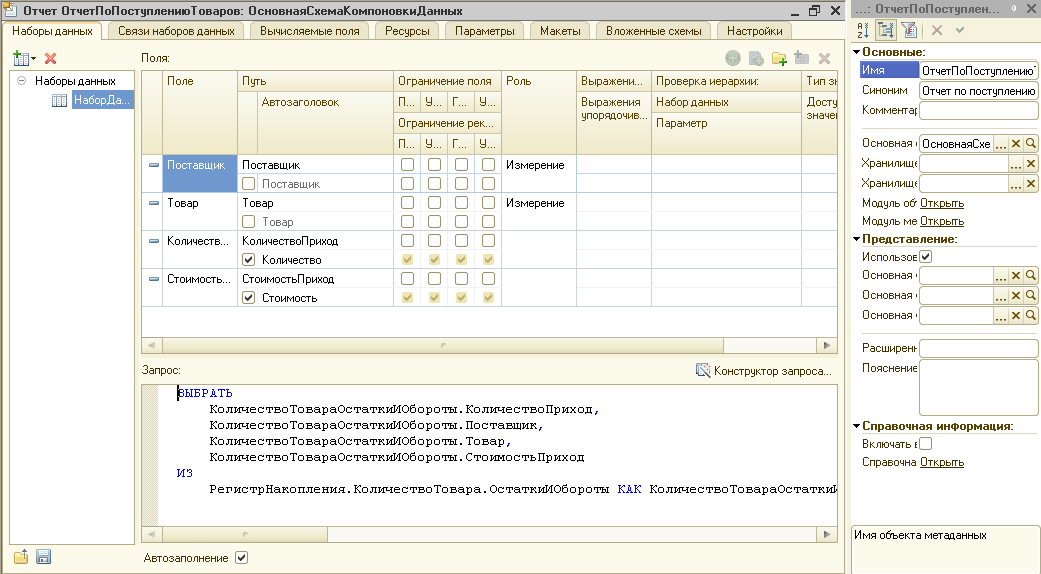 Отчет ОтчетПоПоступлениюТоваров: ОсновнаяСхемаКомпоновкиДанных
Наборы данных
Связи наборов данных
Вычисляемые поля
Ресурсы
Параметры
Макеты
Вложенные схемы
Настройки
Наборы данных
НаборДа...
Поля:
Поле
Путь
Ограничение поля
Роль
Выражени...
Проверка иерархии:
Тип зн
Автозаголовок
П... У... Г... У...
Выражения упорядочив...
Набор данных
Досту
значен
Ограничение рек...
Параметр
П... У... Г... У...
Поставщик
Поставщик
Измерение
Поставщик
Товар
Товар
Измерение
Товар
Количеств...
КоличествоПриход
Количество
Стоимость...
СтоимостьПриход
Стоимость
Запрос:
Конструктор запроса...
ВЫБРАТЬ
КоличествоТовараОстаткиИОбороты.КоличествоПриход,
КоличествоТовараОстаткиИОбороты.Поставщик,
КоличествоТовараОстаткиИОбороты.Товар,
КоличествоТовараОстаткиИОбороты.СтоимостьПриход
ИЗ
РегистрНакопления.КоличествоТовара.ОстаткиИОбороты КАК КоличествоТовараОстаткиИ
Автозаполнение
...: ОтчетПоПоступлен...
Основные:
Имя
ОтчетПоПоступлению
Синоним
Отчет по поступлению
Комментар
Основная
ОсновнаяСхе ...
Хранилище
...
Хранилище
...
Модуль об
Открыть
Модуль ме
Открыть
Представление:
Использов
Основная
...
Основная
...
Основная
...
Расширенн
Пояснение
Справочная информация:
Включать в
Справочна
Открыть
Имя объекта метаданных